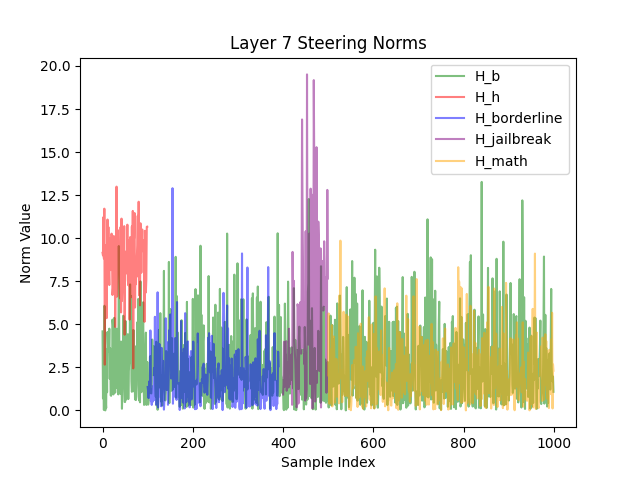 Layer 7 Steering Norms
20.0
17.5
15.0
12.5
10.0
7.5
5.0
2.5
0.0
Norm Value
H_b
H_h
H_borderline
H_jailbreak
H_math
0 200 400 600 800 1000
Sample Index